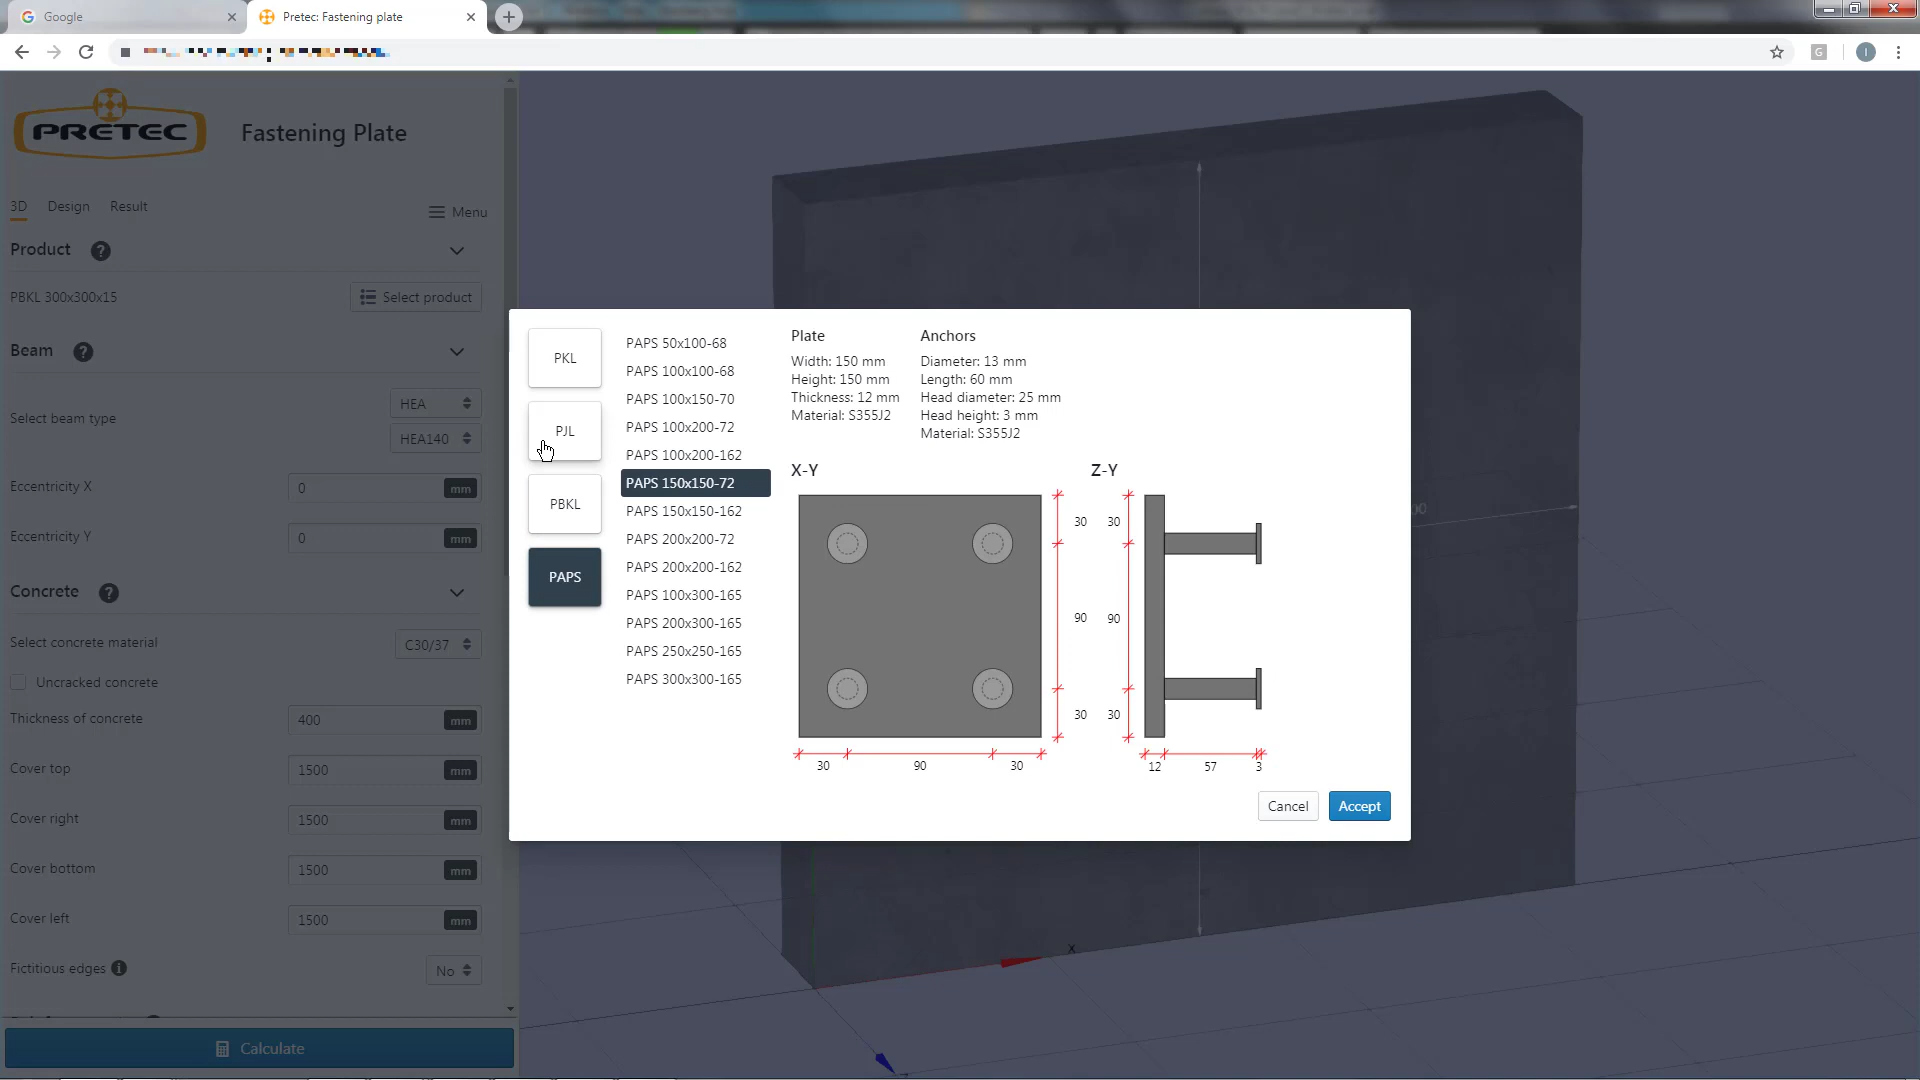 Google
Pretec: Fastening plate
G
I
PRETEC
Fastening Plate
3D
Design
Result
Menu
Product ?
PBKL 300x300x15
Select product
Beam ?
Select beam type
HEA
HEA140
Eccentricity X
0
mm
Eccentricity Y
0
mm
Concrete ?
Select concrete material
C30/37
Uncracked concrete
Thickness of concrete
400
mm
Cover top
1500
mm
Cover right
1500
mm
Cover bottom
1500
mm
Cover left
1500
mm
Fictitious edges i
No
Calculate
PKL
PJL
PBKL
PAPS
PAPS 50x100-68
PAPS 100x100-68
PAPS 100x150-70
PAPS 100x200-72
PAPS 100x200-162
PAPS 150x150-72
PAPS 150x150-162
PAPS 200x200-72
PAPS 200x200-162
PAPS 100x300-165
PAPS 200x300-165
PAPS 250x250-165
PAPS 300x300-165
Plate
Width: 150 mm
Height: 150 mm
Thickness: 12 mm
Material: S355J2
Anchors
Diameter: 13 mm
Length: 60 mm
Head diameter: 25 mm
Head height: 3 mm
Material: S355J2
X-Y
30
90
30
30
90
30
Z-Y
30
90
30
12
57
3
Cancel
Accept
X